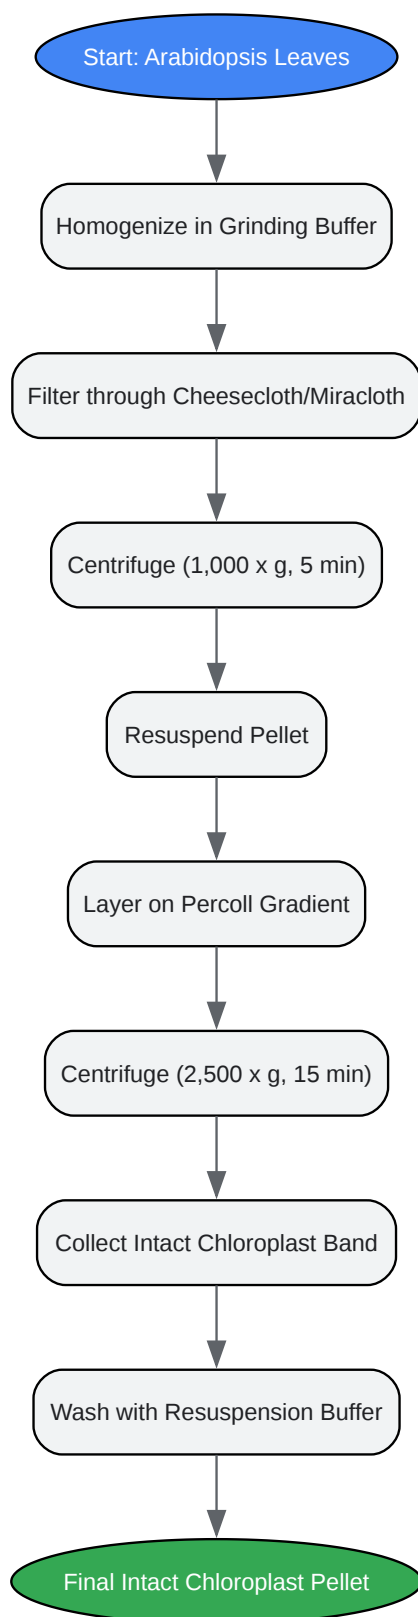 Start: Arabidopsis Leaves
Homogenize in Grinding Buffer
Filter through Cheesecloth/Miracloth
Centrifuge (1,000 x g, 5 min)
Resuspend Pellet
Layer on Percoll Gradient
Centrifuge (2,500 x g, 15 min)
Collect Intact Chloroplast Band
Wash with Resuspension Buffer
Final Intact Chloroplast Pellet